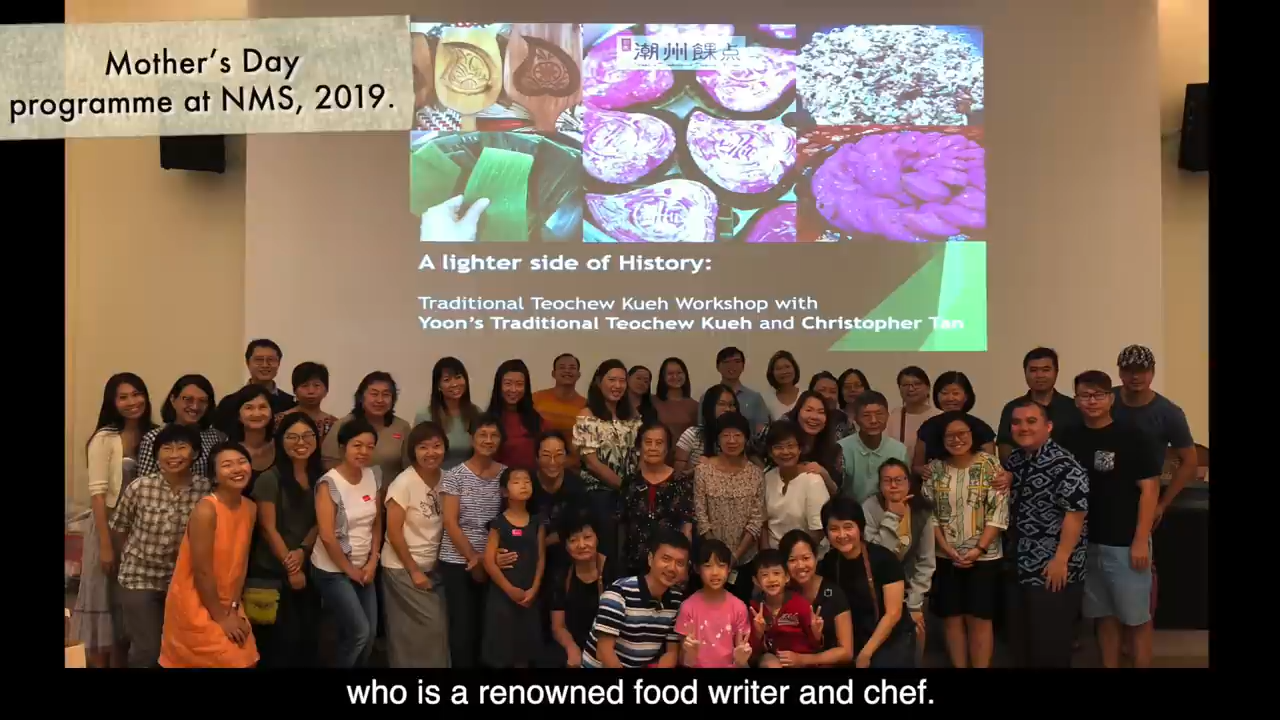 Mother's Day
programme at NMS, 2019.
潮州餜点
A lighter side of History:
Traditional Teochew Kueh Workshop with
Yoon's Traditional Teochew Kueh and Christopher Tan
who is a renowned food writer and chef.